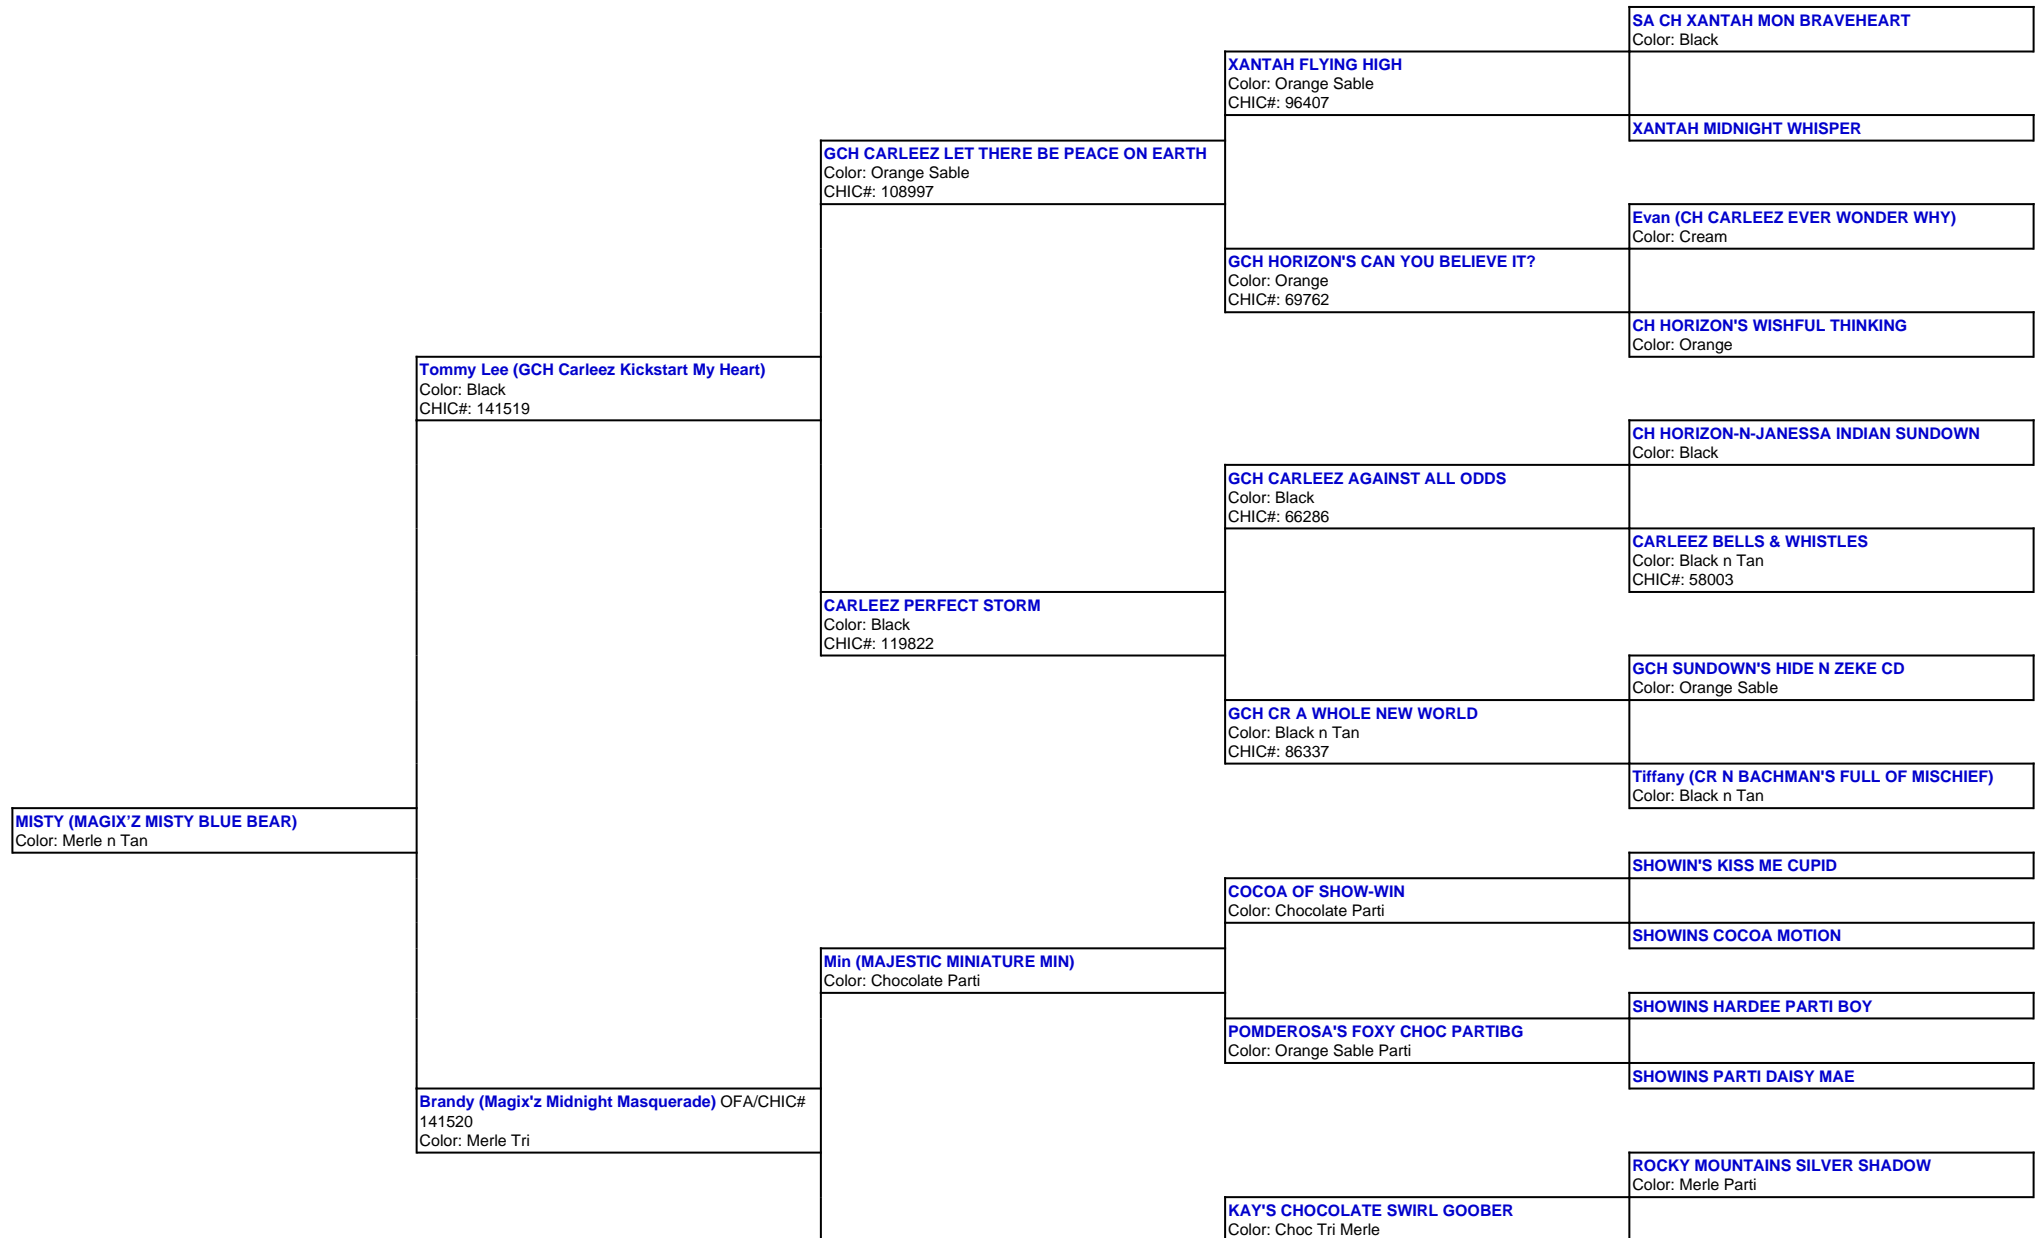 SA CH XANTAH MON BRAVEHEART
Color: Black
XANTAH FLYING HIGH
Color: Orange Sable
CHIC#: 96407
XANTAH MIDNIGHT WHISPER
GCH CARLEEZ LET THERE BE PEACE ON EARTH
Color: Orange Sable
CHIC#: 108997
Evan (CH CARLEEZ EVER WONDER WHY)
Color: Cream
GCH HORIZON'S CAN YOU BELIEVE IT?
Color: Orange
CHIC#: 69762
CH HORIZON'S WISHFUL THINKING
Color: Orange
Tommy Lee (GCH Carleez Kickstart My Heart)
Color: Black
CHIC#: 141519
CH HORIZON-N-JANESSA INDIAN SUNDOWN
Color: Black
GCH CARLEEZ AGAINST ALL ODDS
Color: Black
CHIC#: 66286
CARLEEZ BELLS & WHISTLES
Color: Black n Tan
CHIC#: 58003
CARLEEZ PERFECT STORM
Color: Black
CHIC#: 119822
GCH SUNDOWN'S HIDE N ZEKE CD
Color: Orange Sable
GCH CR A WHOLE NEW WORLD
Color: Black n Tan
CHIC#: 86337
Tiffany (CR N BACHMAN'S FULL OF MISCHIEF)
Color: Black n Tan
MISTY (MAGIX’Z MISTY BLUE BEAR)
Color: Merle n Tan
SHOWIN'S KISS ME CUPID
COCOA OF SHOW-WIN
Color: Chocolate Parti
SHOWINS COCOA MOTION
Min (MAJESTIC MINIATURE MIN)
Color: Chocolate Parti
SHOWINS HARDEE PARTI BOY
POMDEROSA'S FOXY CHOC PARTIBG
Color: Orange Sable Parti
SHOWINS PARTI DAISY MAE
Brandy (Magix'z Midnight Masquerade) OFA/CHIC#
141520
Color: Merle Tri
ROCKY MOUNTAINS SILVER SHADOW
Color: Merle Parti
KAY'S CHOCOLATE SWIRL GOOBER
Color: Choc Tri Merle